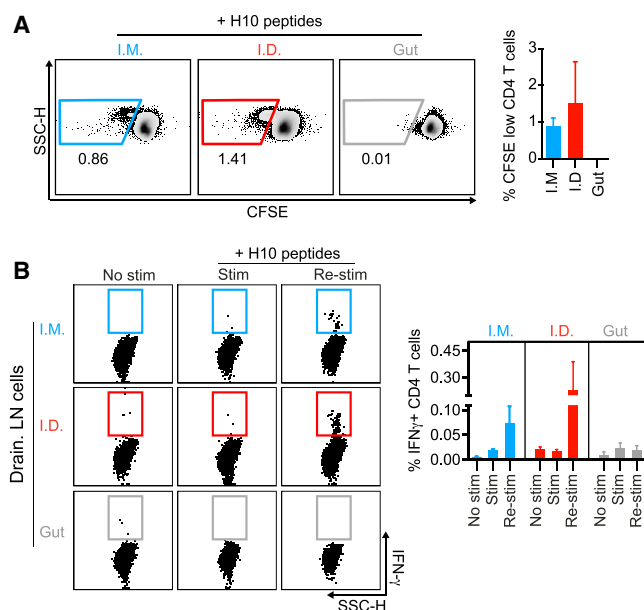 A
+ H10 peptides
I.M.
I.D.
Gut
SSC-H
0.86
1.41
0.01
CFSE
% CFSE low CD4 T cells
3
2
1
0
I.M
I.D
Gut
B
+ H10 peptides
No stim
Stim
Re-stim
Drain. LN cells
I.M.
I.D.
Gut
IFN-γ
SSC-H
I.M.
I.D.
Gut
% IFNγ+ CD4 T cells
0.45
0.30
0.10
0.05
0.00
No stim
Stim
Re-stim
No stim
Stim
Re-stim
No stim
Stim
Re-stim